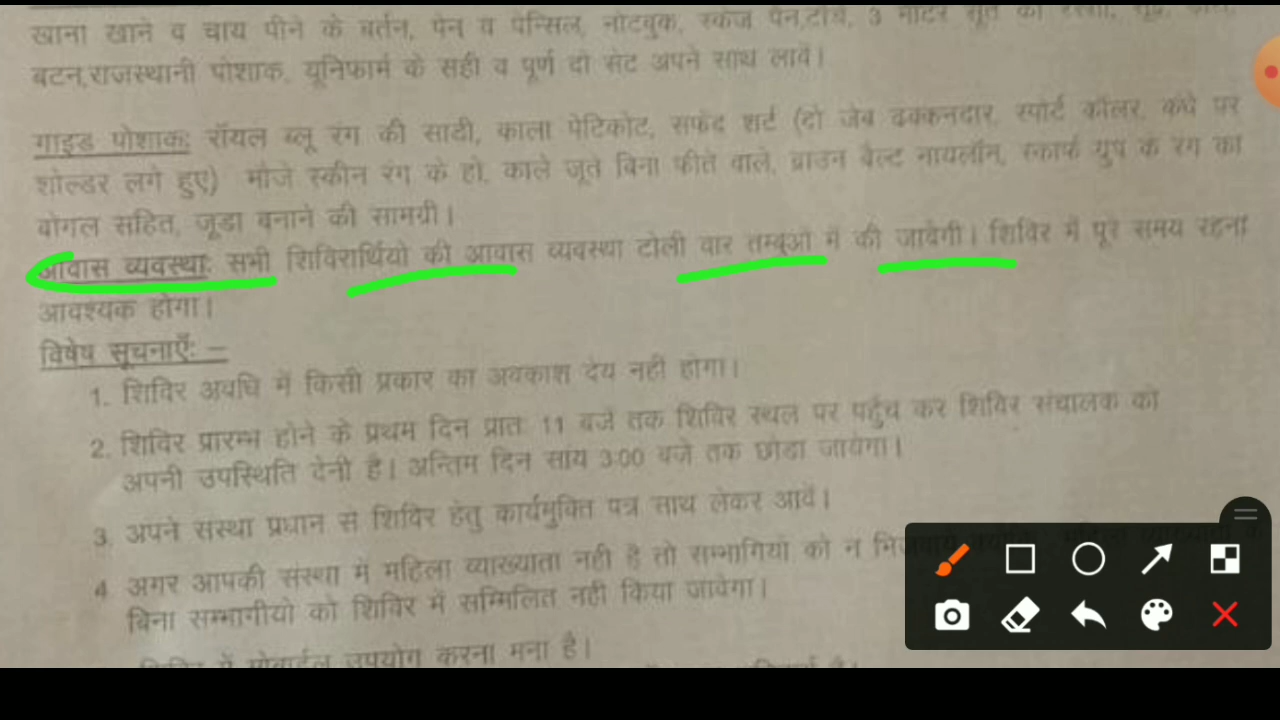 खाना खाने व चाय पीने के बर्तन, पेन व पेन्सिल, नोटबुक, स्केज पेन,टॉर्च, 3 मीटर सूत की रस्सी,
बटन,राजस्थानी पोशाक, यूनिफार्म के सही व पूर्ण दो सेट अपने साथ लावें।
गाइड पोशाक: रॉयल ब्लू रंग की साडी, काला पेटिकोट, सफेद शर्ट (दो जेब ढक्कनदार, स्पोर्ट कॉलर, कंधे पर
शोल्डर लगे हुए) मौजे स्कीन रंग के हो, काले जूते बिना फीते वाले, ब्राउन बैल्ट नायलॉन, स्कार्फ ग्रुप के रंग का
वोगल सहित, जूडा बनाने की सामग्री।
आवास व्यवस्था: सभी शिविरार्थियो की आवास व्यवस्था टोली वार तम्बूओं में की जावेगी। शिविर में पूरे समय रहना
आवश्यक होगा।
विषेष सूचनाएँ: –
1. शिविर अवधि में किसी प्रकार का अवकाश देय नही होगा।
2. शिविर प्रारम्भ होने के प्रथम दिन प्रातः 11 बजे तक शिविर स्थल पर पहुँच कर शिविर संचालक को
अपनी उपस्थिति देनी है। अन्तिम दिन सांय 3:00 बजे तक छोडा जायेगा।
3. अपने संस्था प्रधान से शिविर हेतु कार्यमुक्ति पत्र साथ लेकर आवें।
4 अगर आपकी संस्था में महिला व्याख्याता नही है तो सम्भागियों को न
बिना सम्भागीयो को शिविर में सम्मिलित नही किया जावेगा।
शिविर में मोबाईल उपयोग करना मना है।